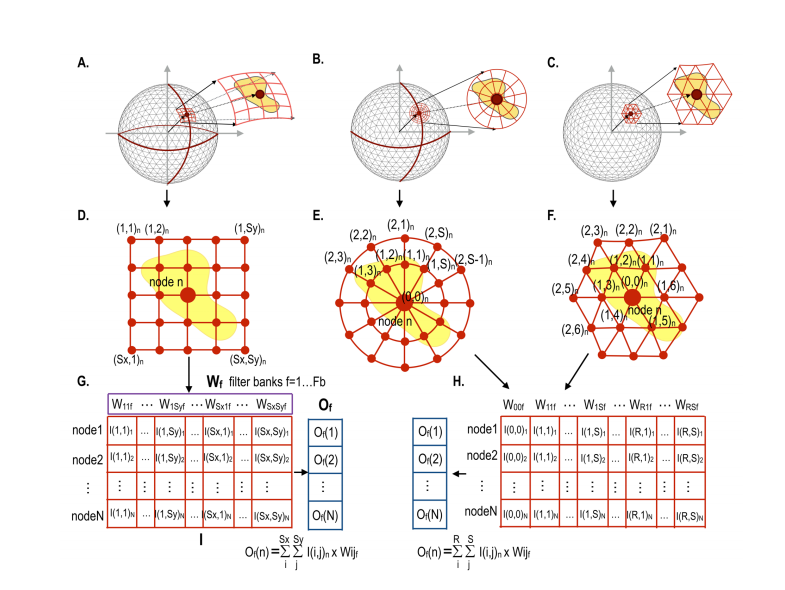 A.
B.
C.
D.
(1,1)n (1,2)n (1,Sy)n
node n
(Sx,1)n (Sx,Sy)n
E.
(2,1)n
(2,2)n (2,S)n
(2,3)n (1,2)n (1,1)n (1,S)n (2,S-1)n
(1,3)n
(0,0)n
node n
F.
(2,3)n (2,2)n (2,1)n
(2,4)n (1,2)n (1,1)n
(2,5)n (1,3)n (0,0)n (1,6)n
node n
(2,6)n (1,4)n (1,5)n
G.
Wf filter banks f=1...Fb
W11f ... W1Syf ... WSx1f ... WSxSyf
Of
node1 I(1,1)1 ... I(1,Sy)1 ... I(Sx,1)1 ... I(Sx,Sy)1 Of(1)
node2 I(1,1)2 ... I(1,Sy)2 ... I(Sx,1)2 ... I(Sx,Sy)2 Of(2)
⋮ ⋮ ⋮ ⋮ ⋮ ⋮ ⋮ ⋮
nodeN I(1,1)N ... I(1,Sy)N ... I(Sx,1)N ... I(Sx,Sy)N Of(N)
I
Of(n) = Sx∑i Sy∑j I(i,j)n x Wijf
H.
W00f W11f ... W1Sf ... WR1f ... WRSf
Of(1) node1 I(0,0)1 I(1,1)1 ... I(1,S)1 ... I(R,1)1 ... I(R,S)1
Of(2) node2 I(0,0)2 I(1,1)2 ... I(1,S)2 ... I(R,1)2 ... I(R,S)2
⋮ ⋮ ⋮ ⋮ ⋮ ⋮ ⋮ ⋮ ⋮
Of(N) nodeN I(0,0)N I(1,1)N ... I(1,S)N ... I(R,1)N ... I(R,S)N
Of(n) = R∑i S∑j I(i,j)n x Wijf